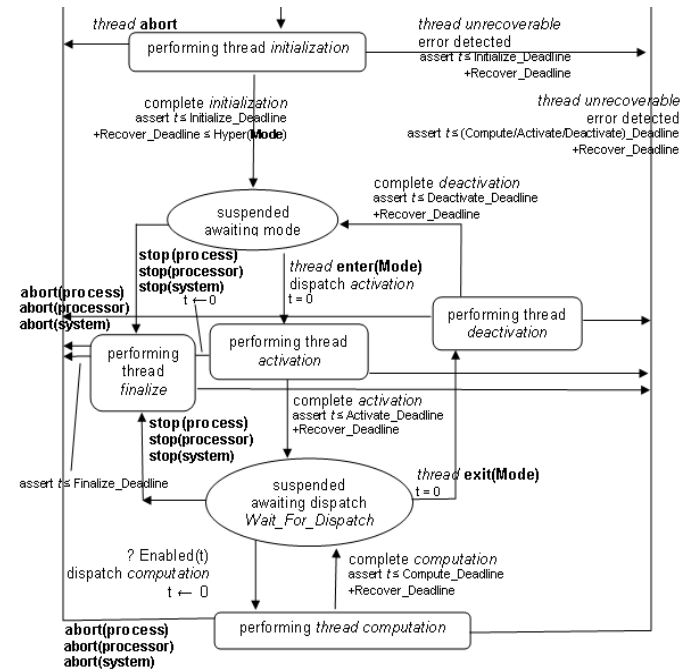 thread abort
performing thread initialization
thread unrecoverable
error detected
assert t ≤ Initialize_Deadline
+Recover_Deadline
complete initialization
assert t ≤ Initialize_Deadline
+Recover_Deadline ≤ Hyper(Mode)
thread unrecoverable
error detected
assert t ≤ (Compute/Activate/Deactivate)_Deadline
+Recover_Deadline
complete deactivation
assert t ≤ Deactivate_Deadline
+Recover_Deadline
suspended
awaiting mode
stop(process)
stop(processor)
stop(system)
t ← 0
thread enter(Mode)
dispatch activation
t = 0
abort(process)
abort(processor)
abort(system)
performing thread
deactivation
performing
thread
finalize
performing thread
activation
complete activation
assert t ≤ Activate_Deadline
+Recover_Deadline
stop(process)
stop(processor)
stop(system)
assert t ≤ Finalize_Deadline
suspended
awaiting dispatch
Wait_For_Dispatch
thread exit(Mode)
t = 0
? Enabled(t)
dispatch computation
t ← 0
complete computation
assert t ≤ Compute_Deadline
+Recover_Deadline
performing thread computation
abort(process)
abort(processor)
abort(system)